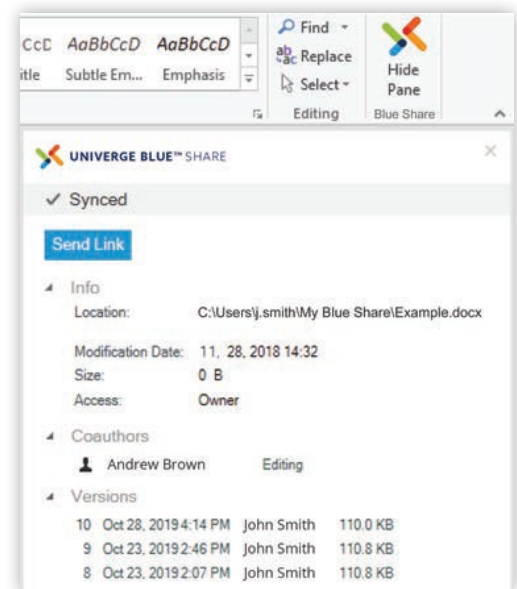 CcD AaBbCcD AaBbCcD
itle Subtle Em... Emphasis
Find
ab ac Replace
Select
Editing
Hide
Pane
Blue Share
UNIVERGE BLUE™ SHARE
Synced
Send Link
Info
Location: C:\Users\j.smith\My Blue Share\Example.docx
Modification Date: 11, 28, 2018 14:32
Size: 0 B
Access: Owner
Coauthors
Andrew Brown Editing
Versions
10 Oct 28, 2019 4:14 PM John Smith 110.0 KB
9 Oct 23, 2019 2:46 PM John Smith 110.8 KB
8 Oct 23, 2019 2:07 PM John Smith 110.8 KB